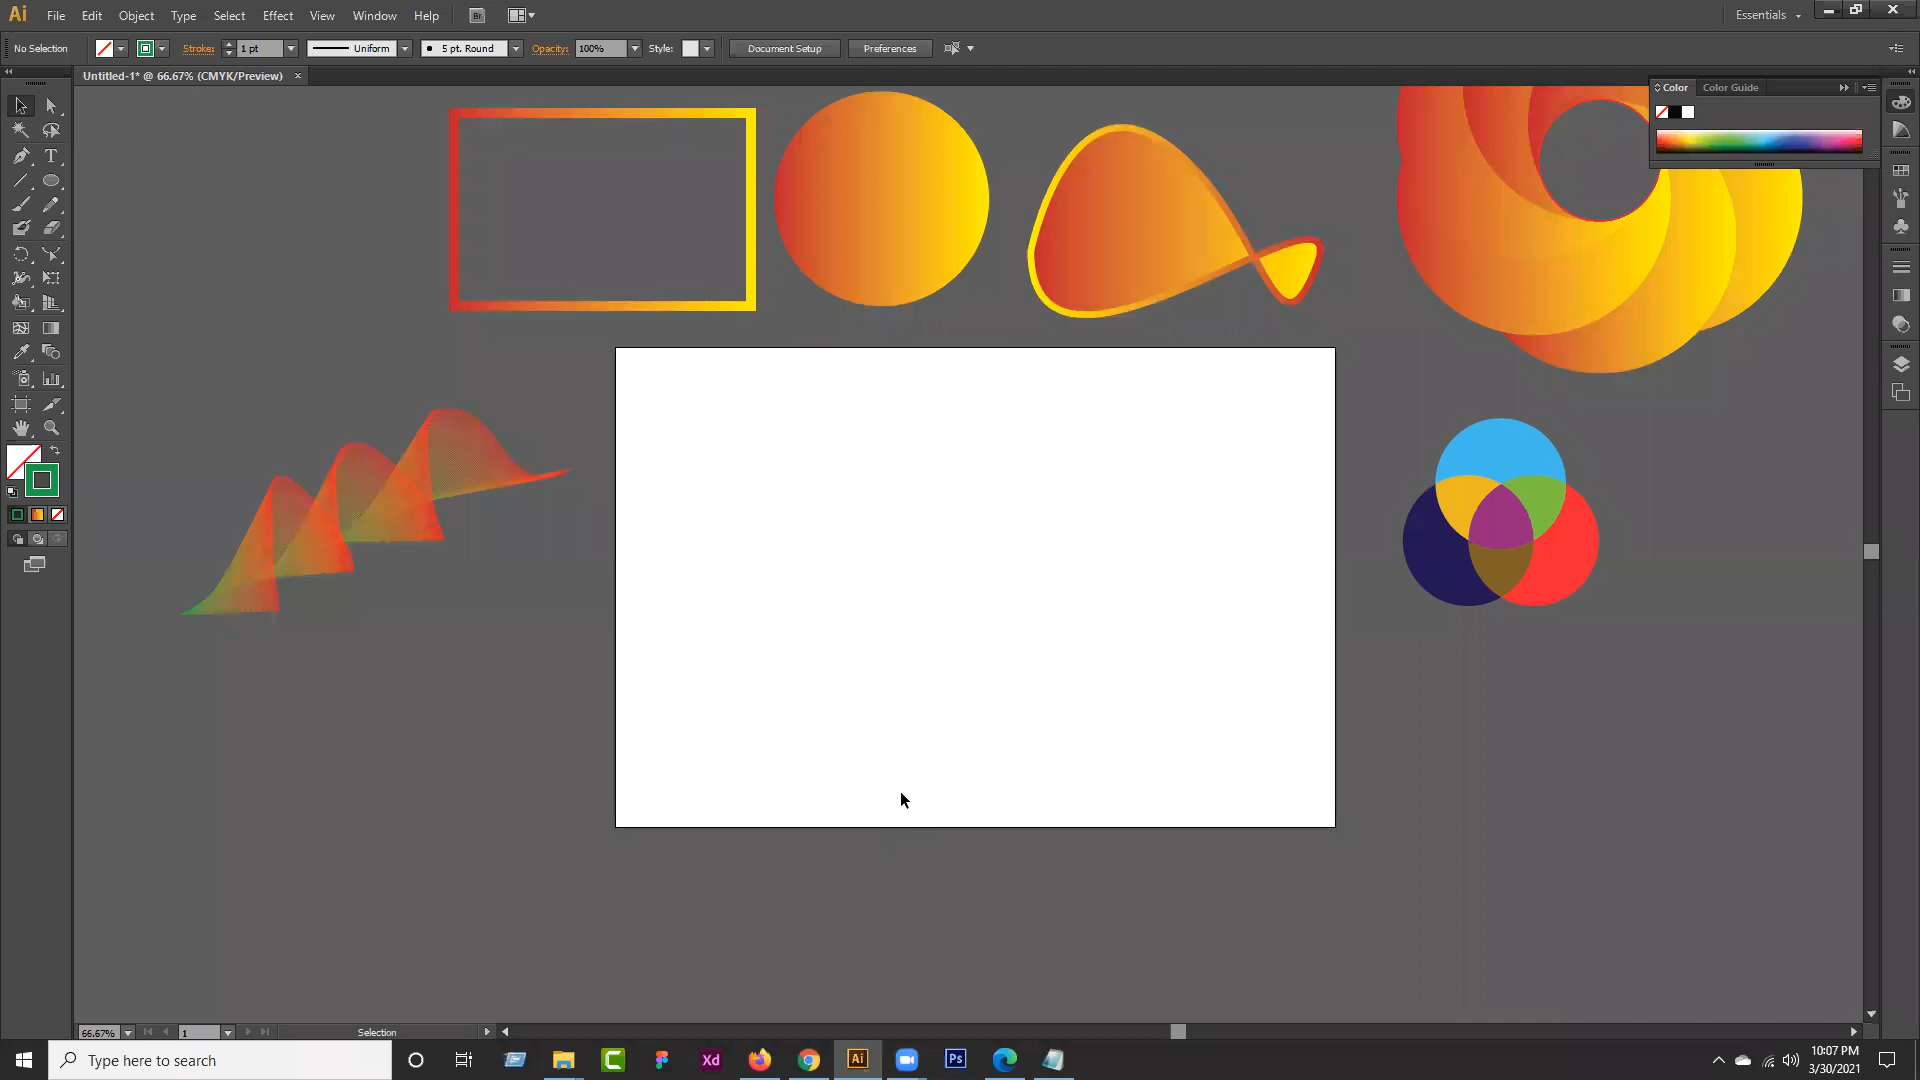 Ai File Edit Object Type Select Effect View Window Help Br Essentials
No Selection Stroke: 1 pt Uniform 5 pt. Round Opacity: 100% Style: Document Setup Preferences
Untitled-1* @ 66.67% (CMYK/Preview)
Color Color Guide
T
66.67% 1 Selection
Type here to search Xd Ai Ps
10:07 PM
3/30/2021